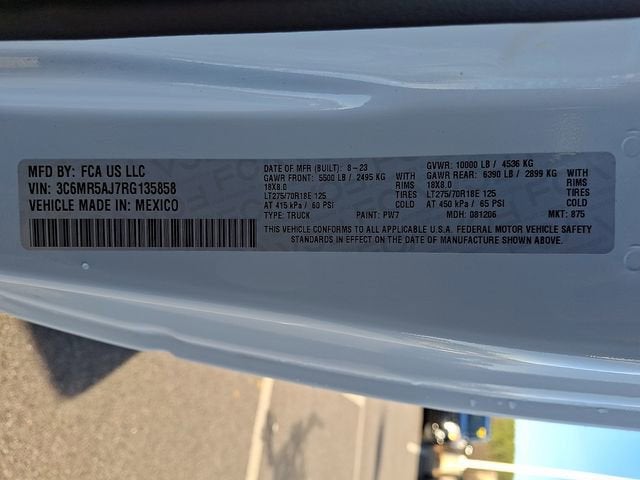 MFD BY: FCA US LLC
VIN: 3C6MR5AJ7RG135858
VEHICLE MADE IN: MEXICO
DATE OF MFR (BUILT): 8-23
GAWR FRONT: 5500 LB / 2495 KG WITH
18X8.0 RIMS
LT275/70R18E 125 TIRES
AT 415 kPa / 60 PSI COLD
TYPE: TRUCK PAINT: PW7
GVWR: 10000 LB / 4536 KG
GAWR REAR: 6390 LB / 2899 KG WITH
18X8.0 RIMS
LT275/70R18E 125 TIRES
AT 450 kPa / 65 PSI COLD
MDH: 081206 MKT: 875
THIS VEHICLE CONFORMS TO ALL APPLICABLE U.S.A. FEDERAL MOTOR VEHICLE SAFETY
STANDARDS IN EFFECT ON THE DATE OF MANUFACTURE SHOWN ABOVE.